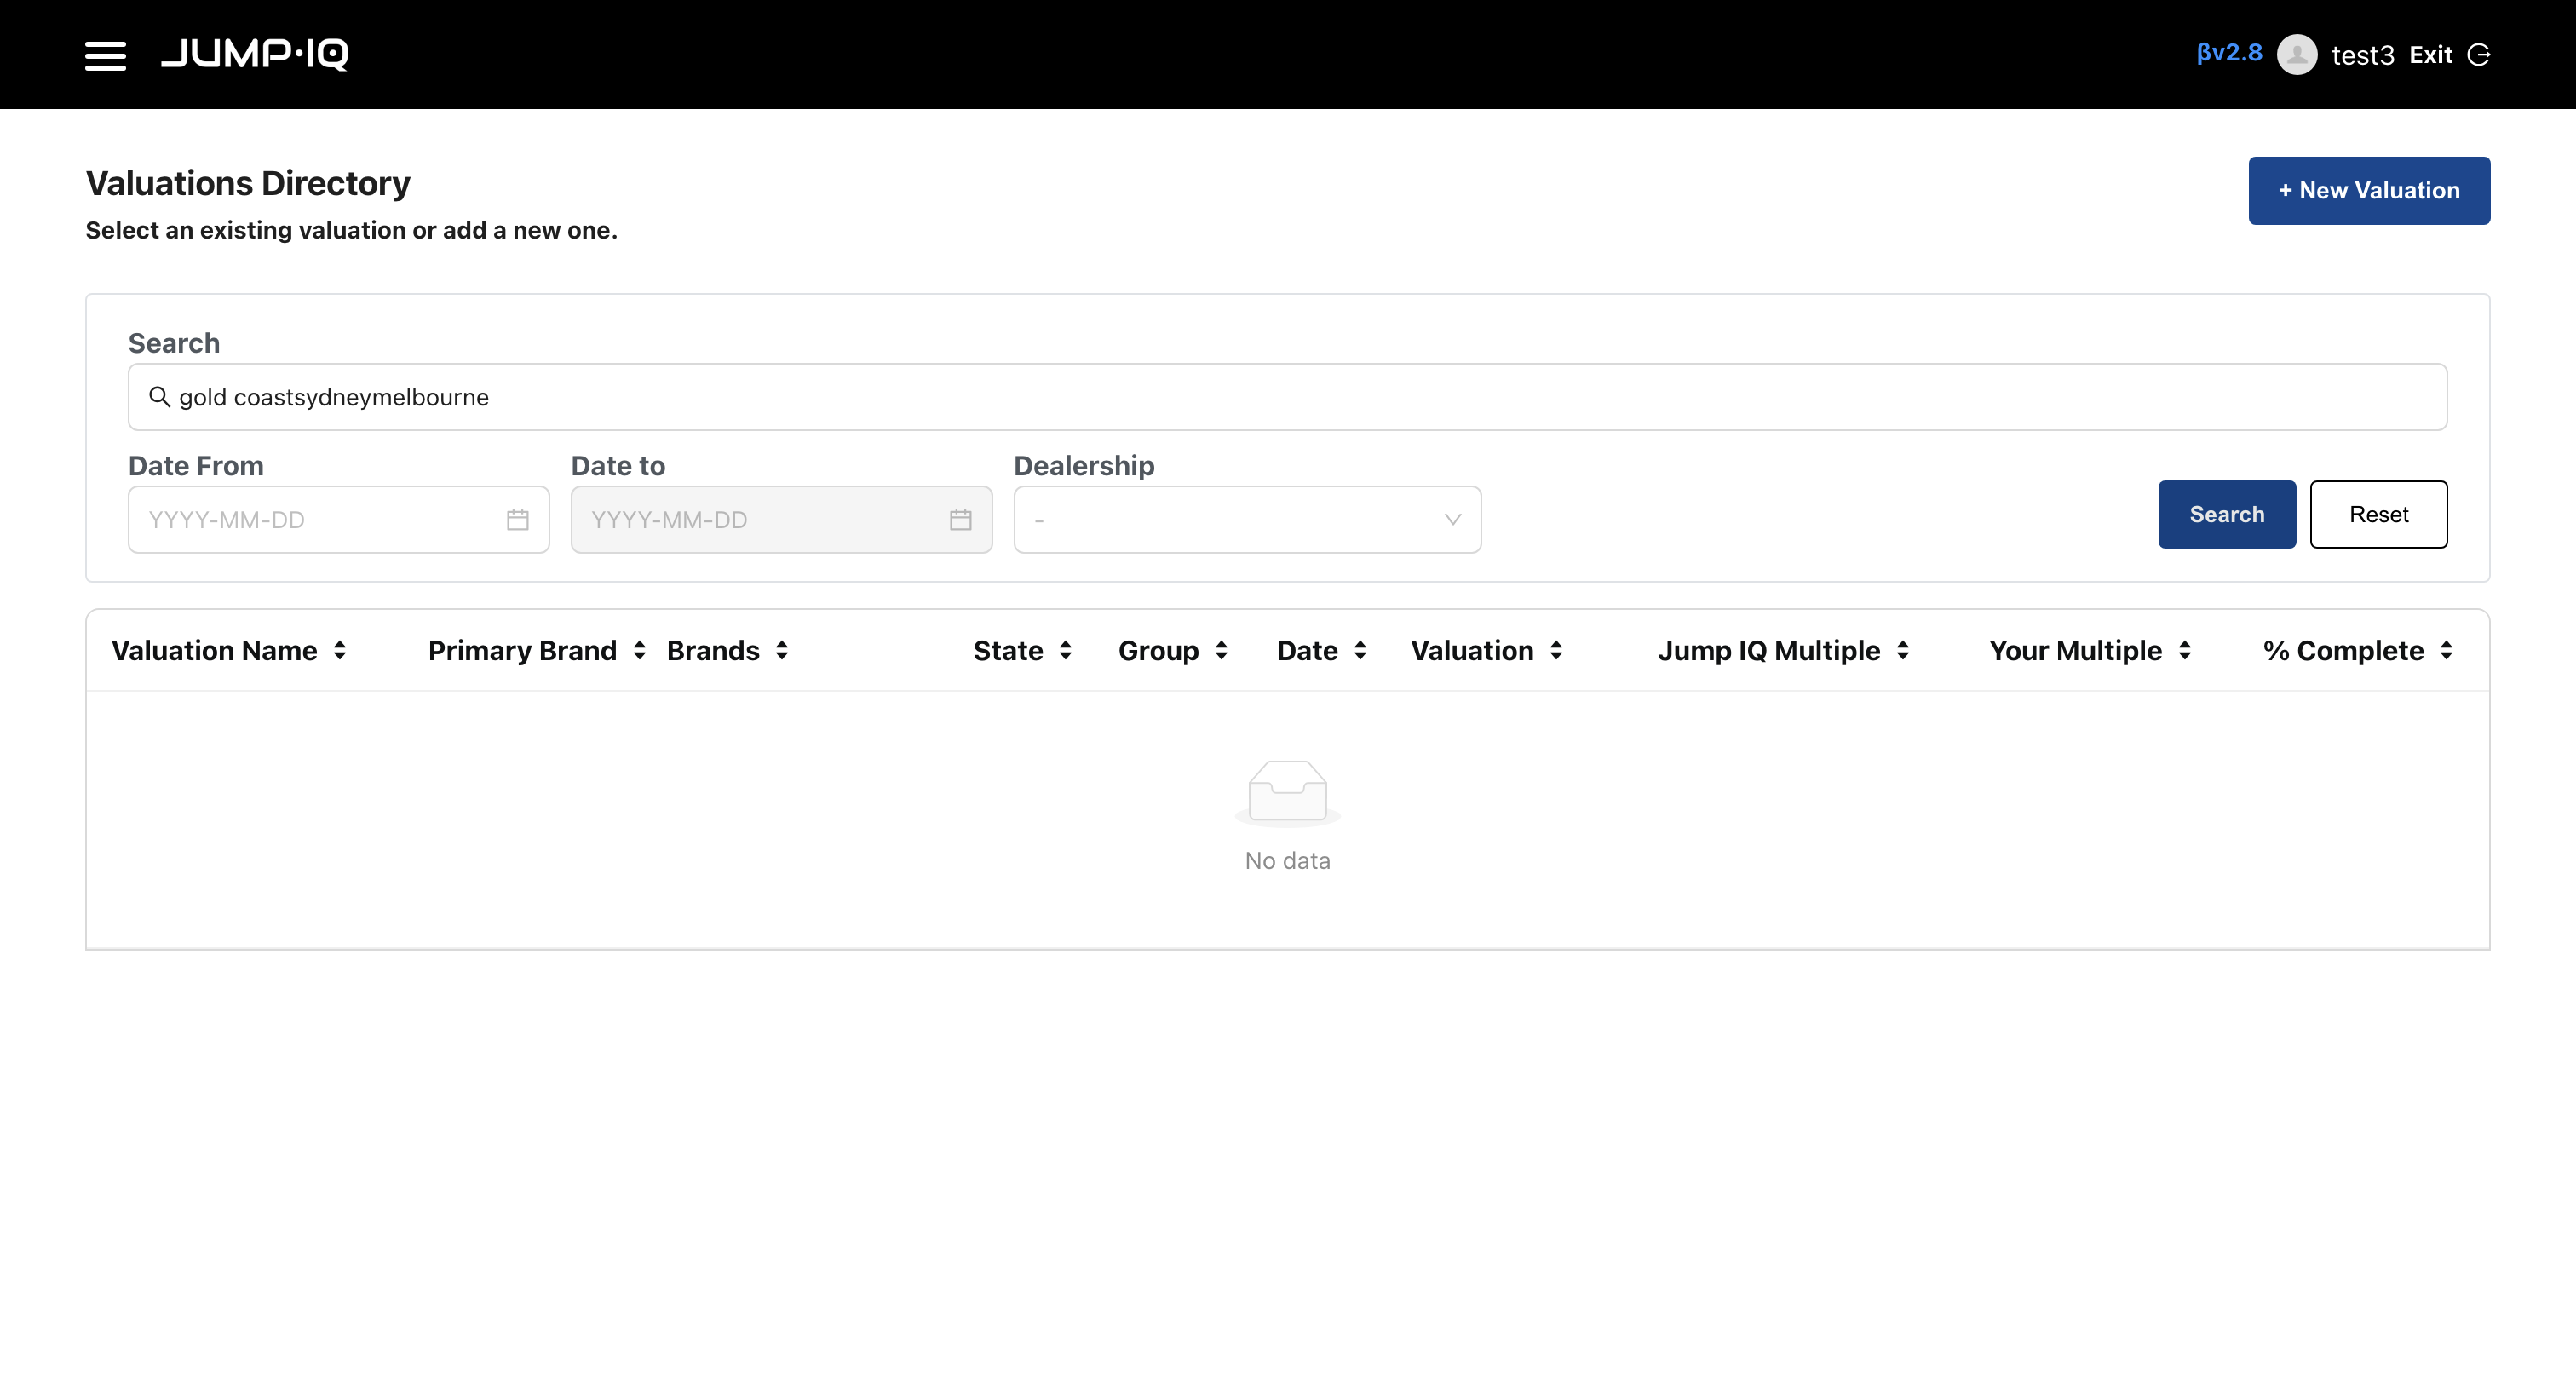 JUMP·IQ
βv2.8 test3 Exit
Valuations Directory
+ New Valuation
Select an existing valuation or add a new one.
Search
gold coastsydneymelbourne
Date From Date to Dealership
YYYY-MM-DD YYYY-MM-DD - Search Reset
Valuation Name Primary Brand Brands State Group Date Valuation Jump IQ Multiple Your Multiple % Complete
No data